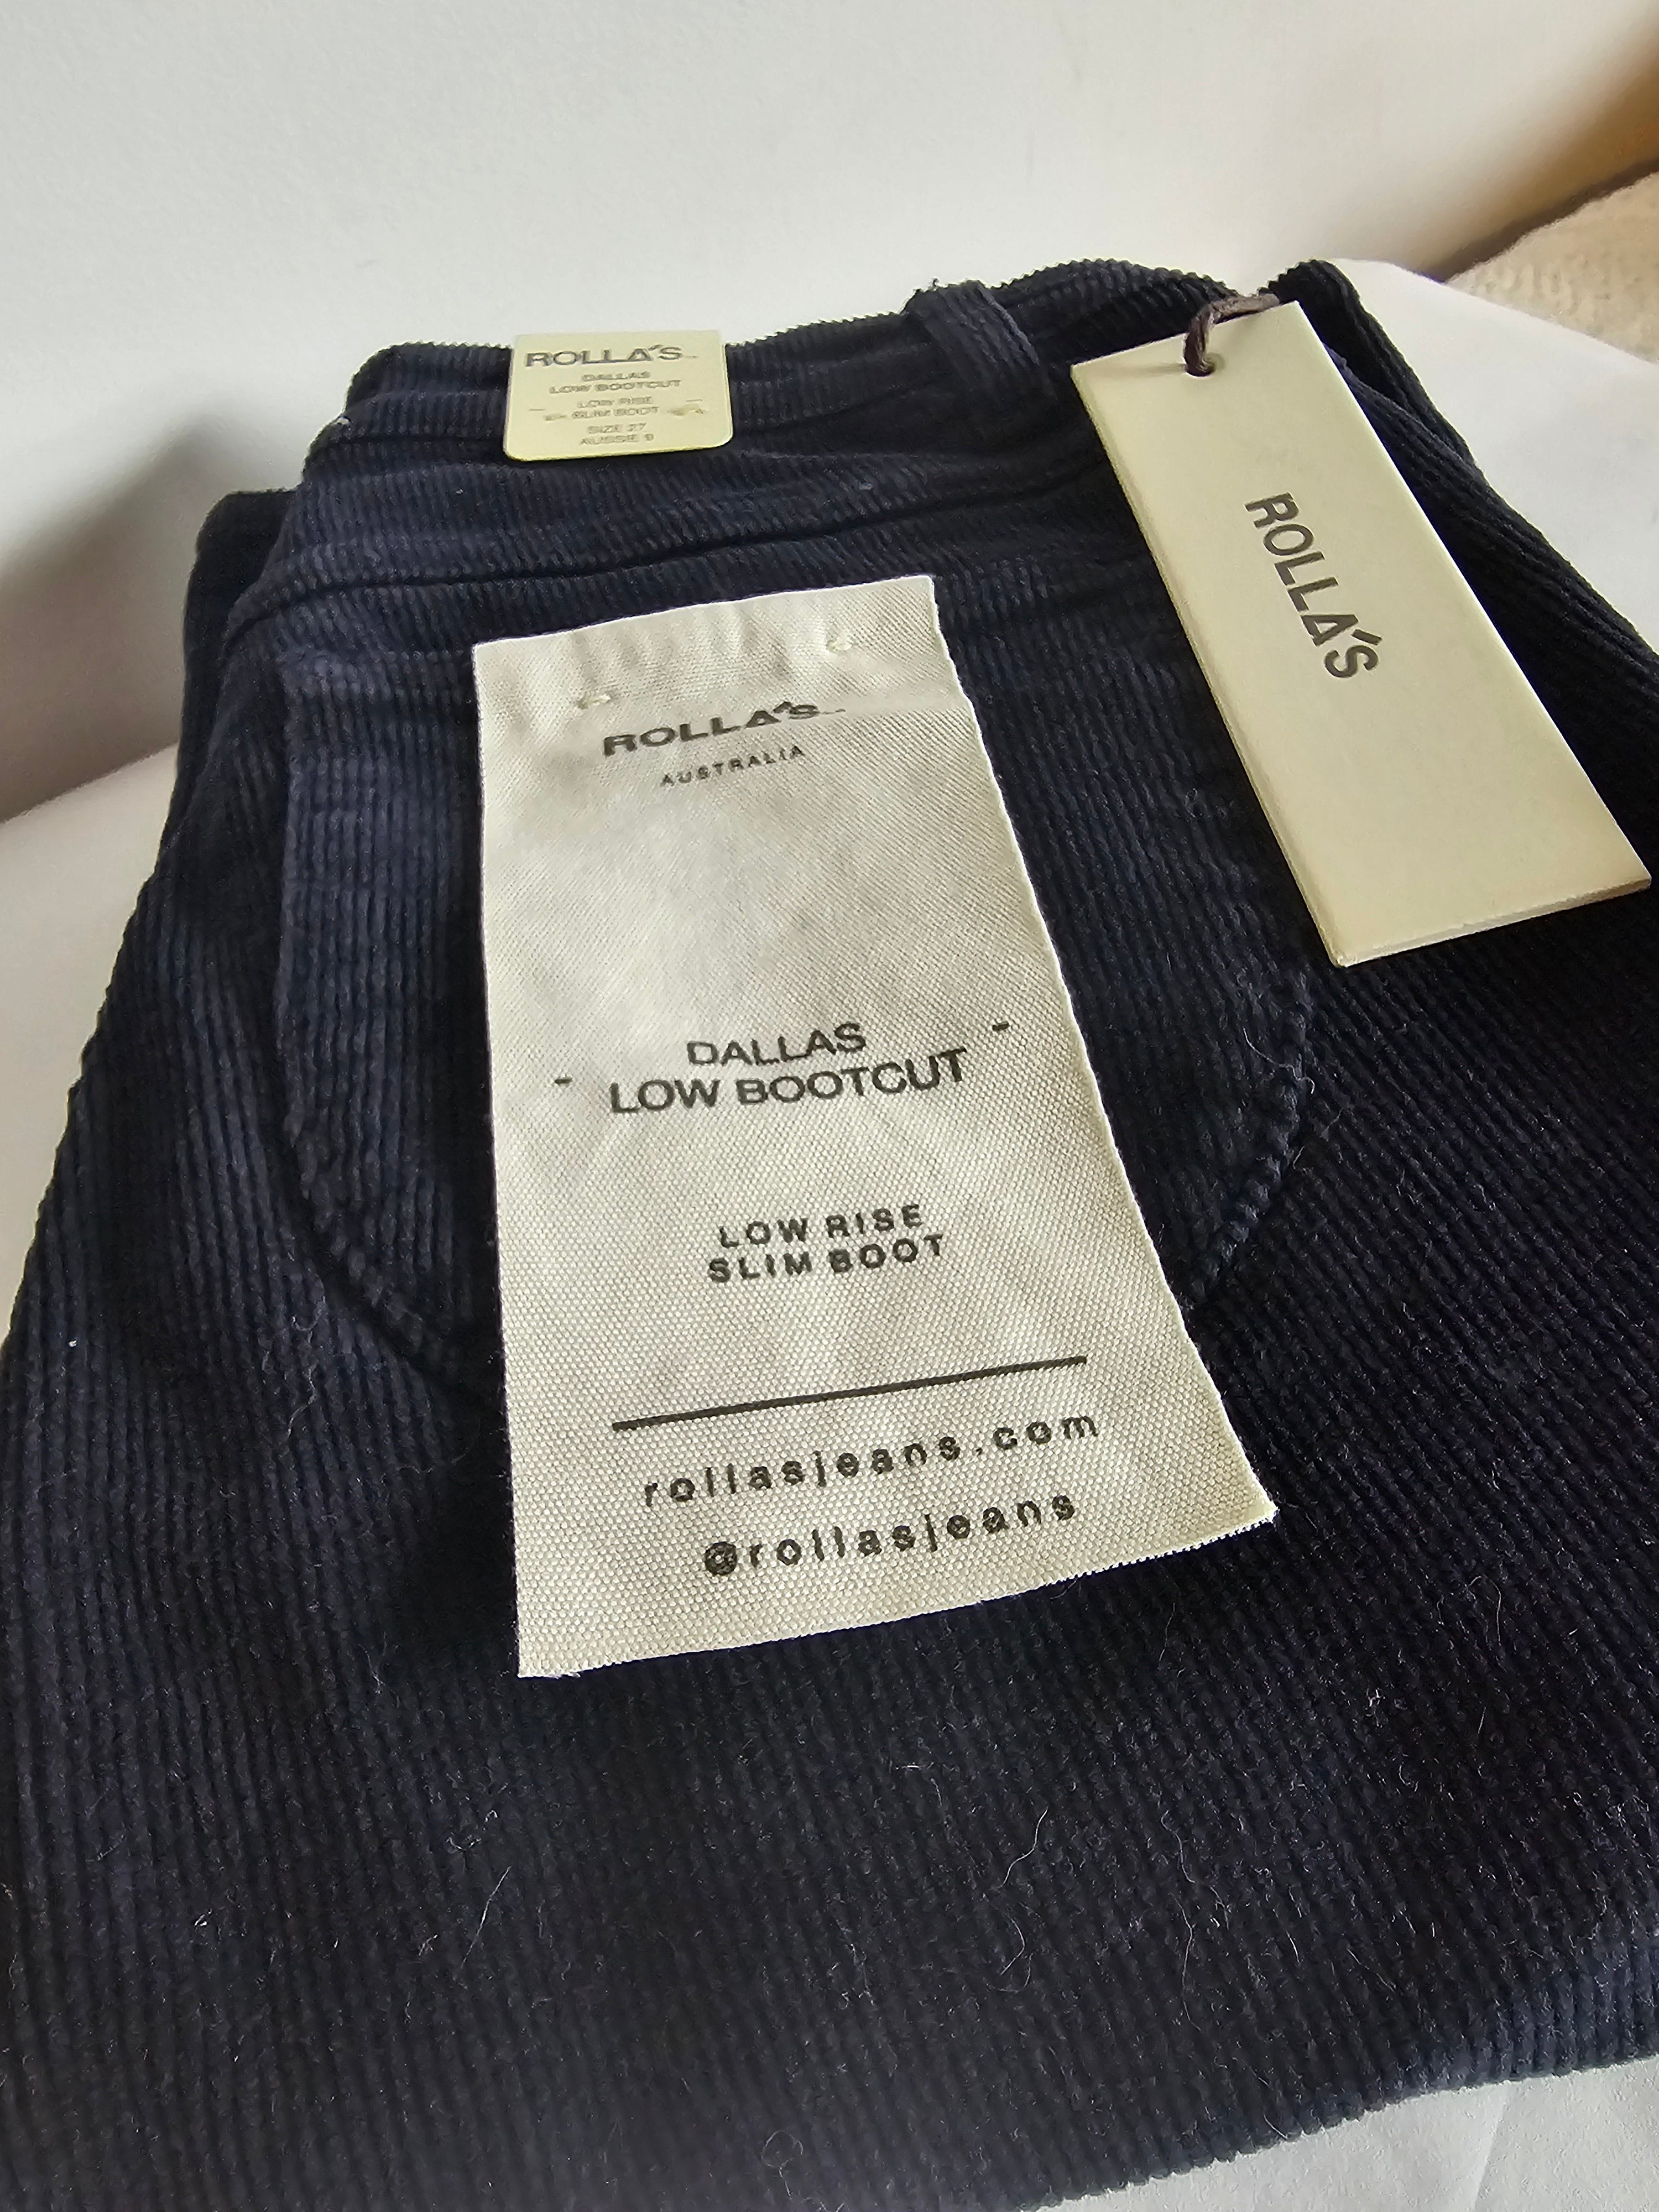 ROLLA'S
DALLAS
LOW BOOTCUT
LOW RISE
SLIM BOOT
SIZE 27
AUSSIE 9
ROLLA'S
ROLLA'S
AUSTRALIA
- DALLAS -
LOW BOOTCUT
LOW RISE
SLIM BOOT
rollasjeans.com
@rollasjeans